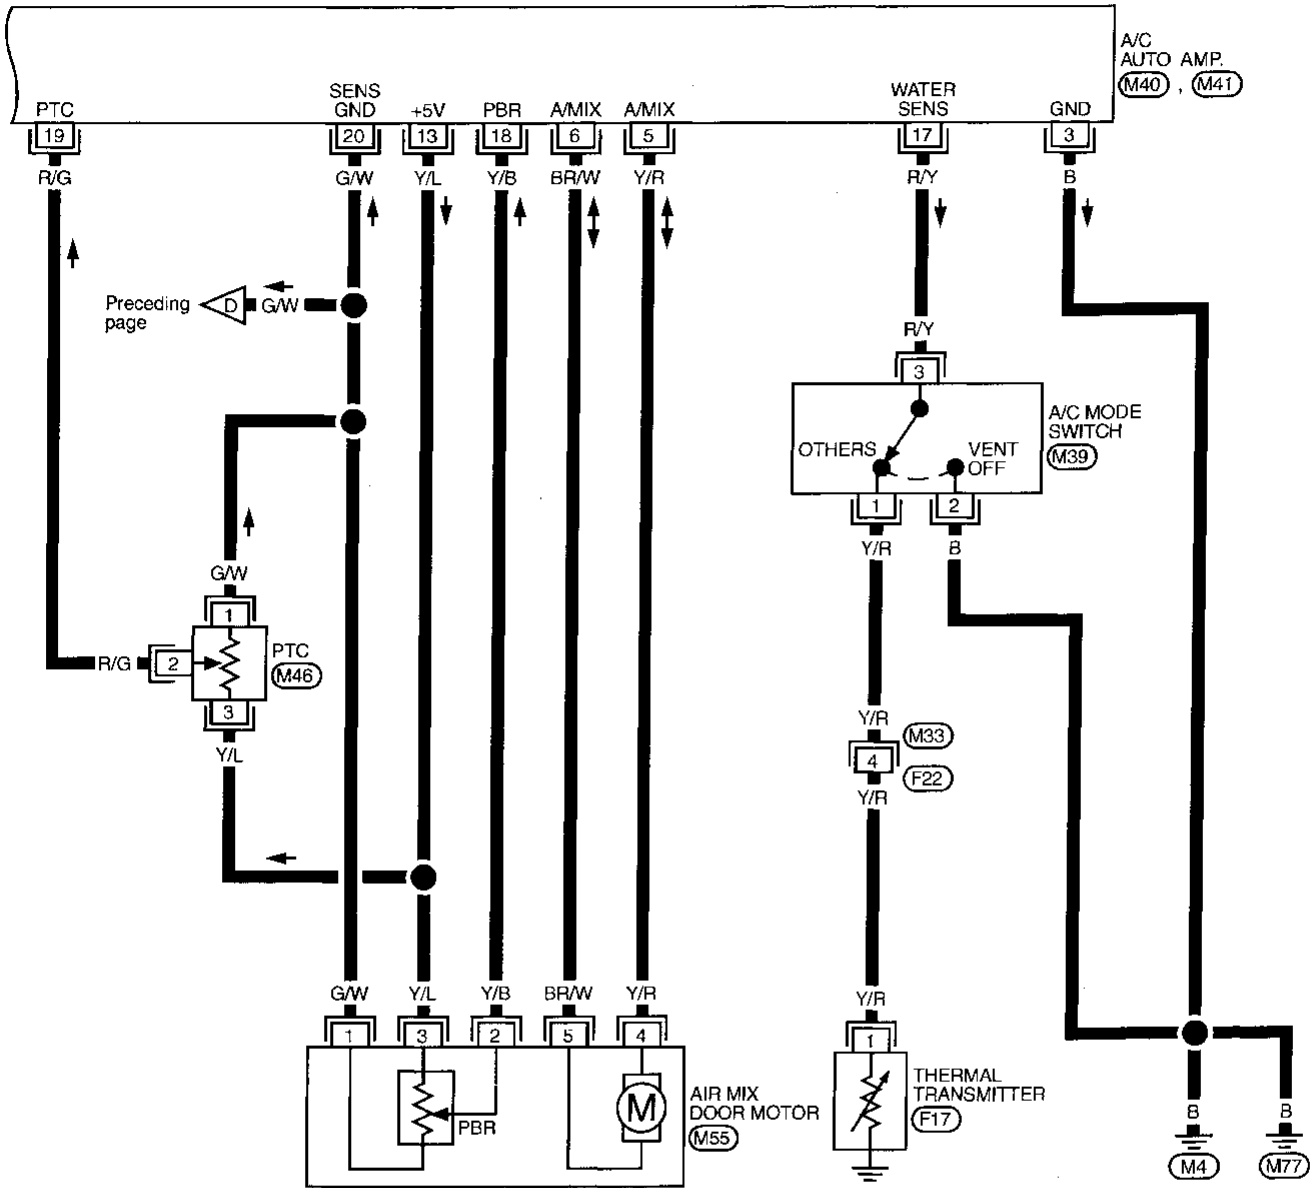 A/C
AUTO AMP.
M40 , M41
PTC
SENS
GND
+5V
PBR
A/MIX
A/MIX
WATER
SENS
GND
19
20
13
18
6
5
17
3
R/G
G/W
Y/L
Y/B
BR/W
Y/R
R/Y
B
Preceding
page
D
G/W
R/Y
3
A/C MODE
SWITCH
M39
OTHERS
VENT
OFF
1
2
Y/R
B
G/W
1
R/G
2
PTC
M46
3
Y/L
Y/R
M33
4
F22
Y/R
G/W
Y/L
Y/B
BR/W
Y/R
Y/R
1
3
2
5
4
1
PBR
M
AIR MIX
DOOR MOTOR
M55
THERMAL
TRANSMITTER
F17
B
B
M4
M77